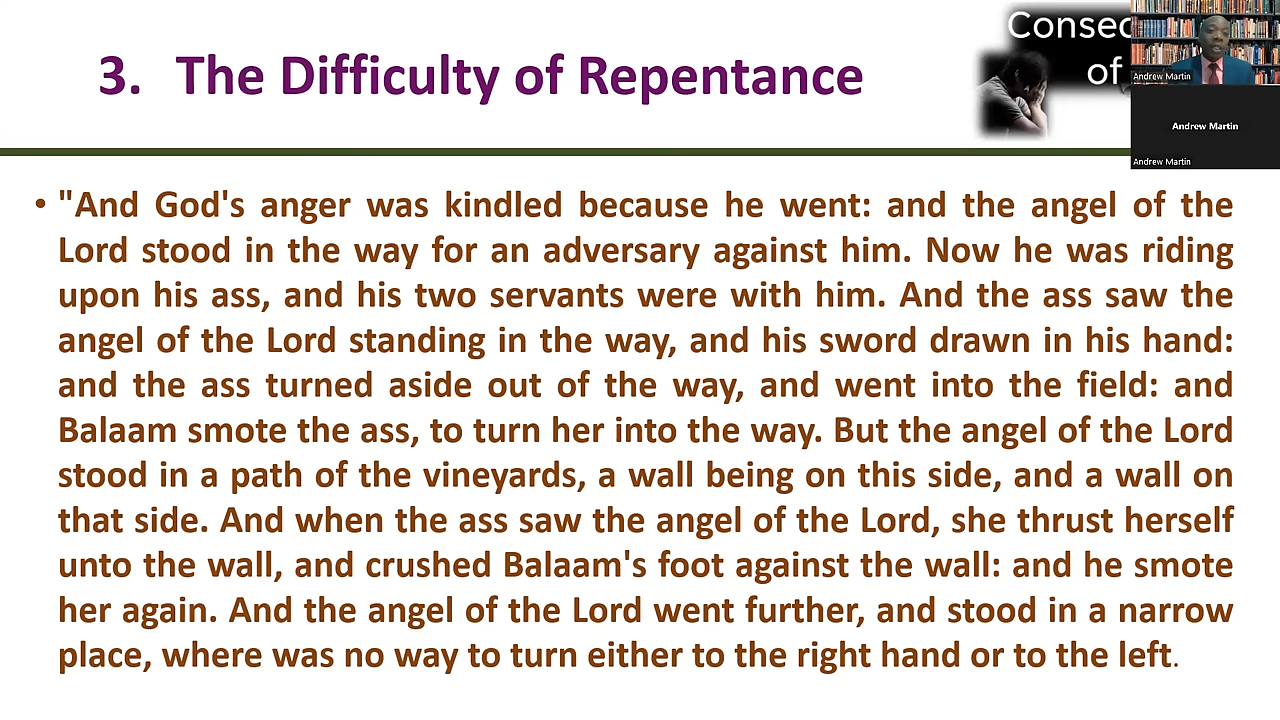 3. The Difficulty of Repentance
Consec
of
Andrew Martin
Andrew Martin
Andrew Martin
• "And God's anger was kindled because he went: and the angel of the
Lord stood in the way for an adversary against him. Now he was riding
upon his ass, and his two servants were with him. And the ass saw the
angel of the Lord standing in the way, and his sword drawn in his hand:
and the ass turned aside out of the way, and went into the field: and
Balaam smote the ass, to turn her into the way. But the angel of the Lord
stood in a path of the vineyards, a wall being on this side, and a wall on
that side. And when the ass saw the angel of the Lord, she thrust herself
unto the wall, and crushed Balaam's foot against the wall: and he smote
her again. And the angel of the Lord went further, and stood in a narrow
place, where was no way to turn either to the right hand or to the left.